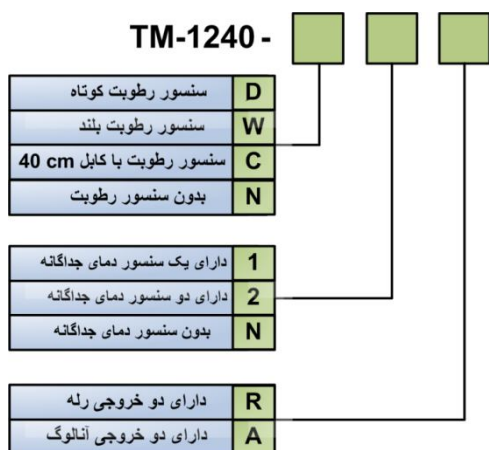 TM-1240 -
سنسور رطوبت کوتاه D
سنسور رطوبت بلند W
سنسور رطوبت با کابل 40 cm C
بدون سنسور رطوبت N
دارای یک سنسور دمای جداگانه 1
دارای دو سنسور دمای جداگانه 2
بدون سنسور دمای جداگانه N
دارای دو خروجی رله R
دارای دو خروجی آنالوگ A